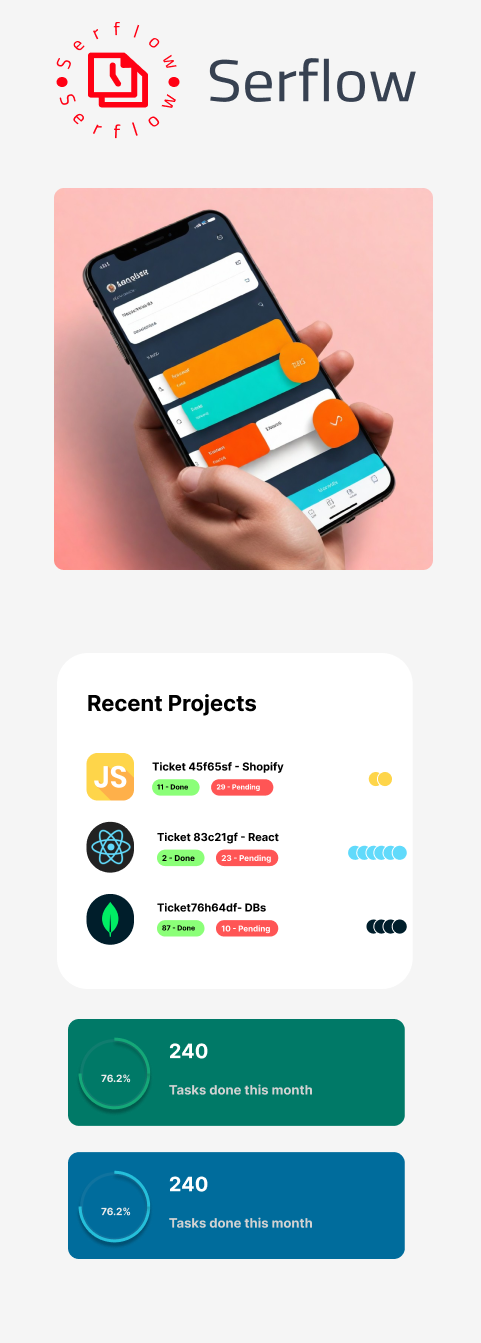 Serflow
Serflow
Serflow
Recent Projects
JS
Ticket 45f65sf - Shopify
11 - Done
29 - Pending
Ticket 83c21gf - React
2 - Done
23 - Pending
Ticket76h64df- DBs
87 - Done
10 - Pending
76.2%
240
Tasks done this month
76.2%
240
Tasks done this month